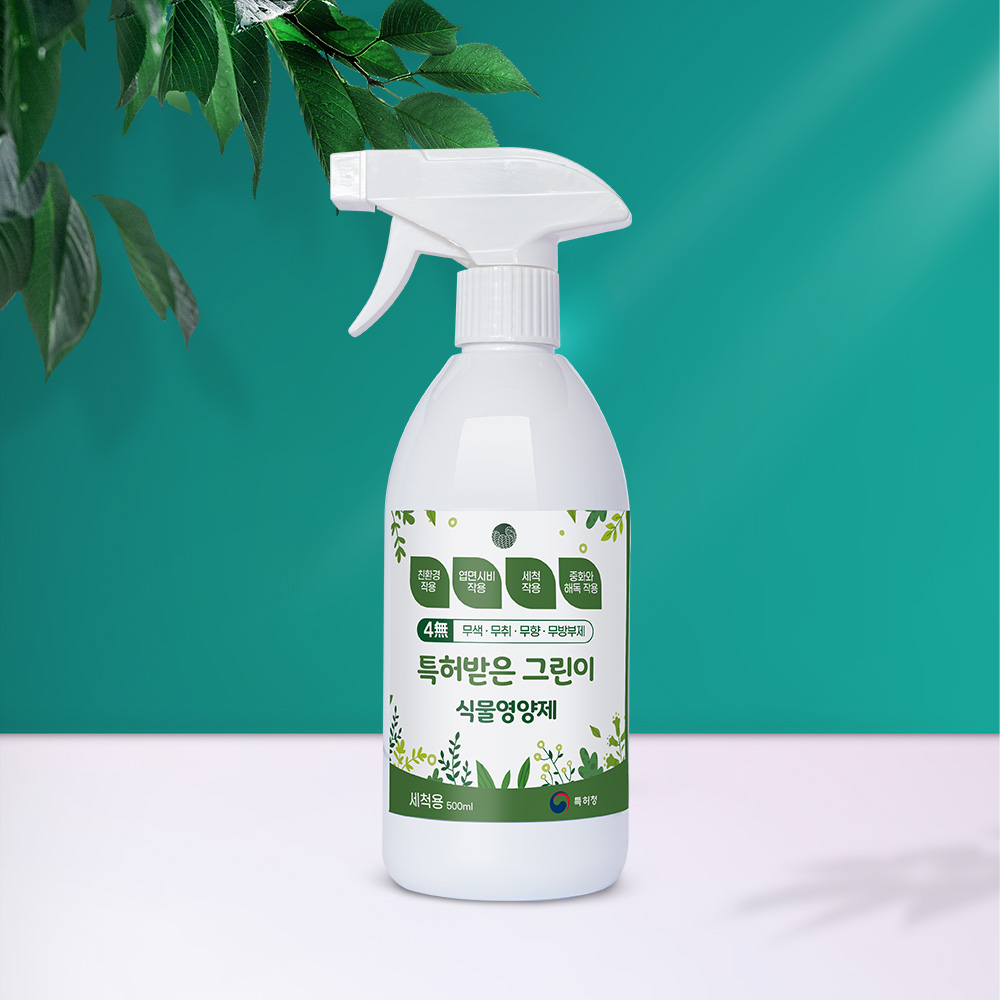 친환경
작용
엽면시비
작용
세척
작용
중화와
해독 작용
4無 무색 · 무취 · 무향 · 무방부제
특허받은 그린이
식물영양제
세척용 500ml
특허청